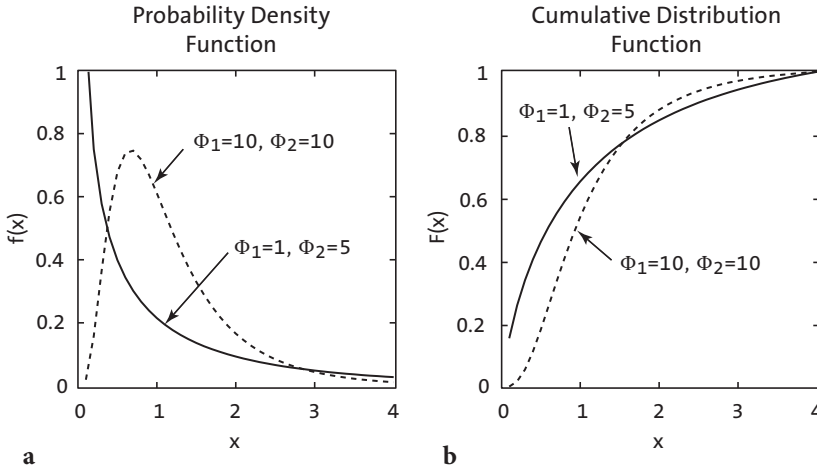 Probability Density
Function
1
0.8
0.6
0.4
0.2
0
f(x)
Φ1=10, Φ2=10
Φ1=1, Φ2=5
0 1 2 3 4
x
a
Cumulative Distribution
Function
1
0.8
0.6
0.4
0.2
0
F(x)
Φ1=1, Φ2=5
Φ1=10, Φ2=10
0 1 2 3 4
x
b